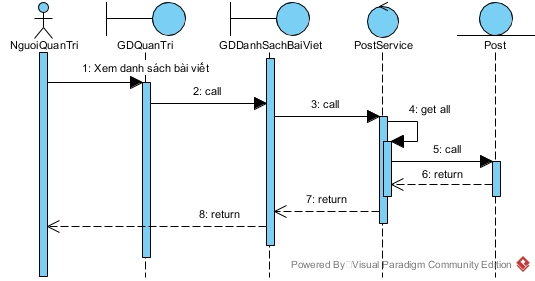 NguoiQuanTri
GDQuanTri
GDDanhSachBaiViet
PostService
Post
1: Xem danh sách bài viết
2: call
3: call
4: get all
5: call
6: return
7: return
8: return
Powered By Visual Paradigm Community Edition